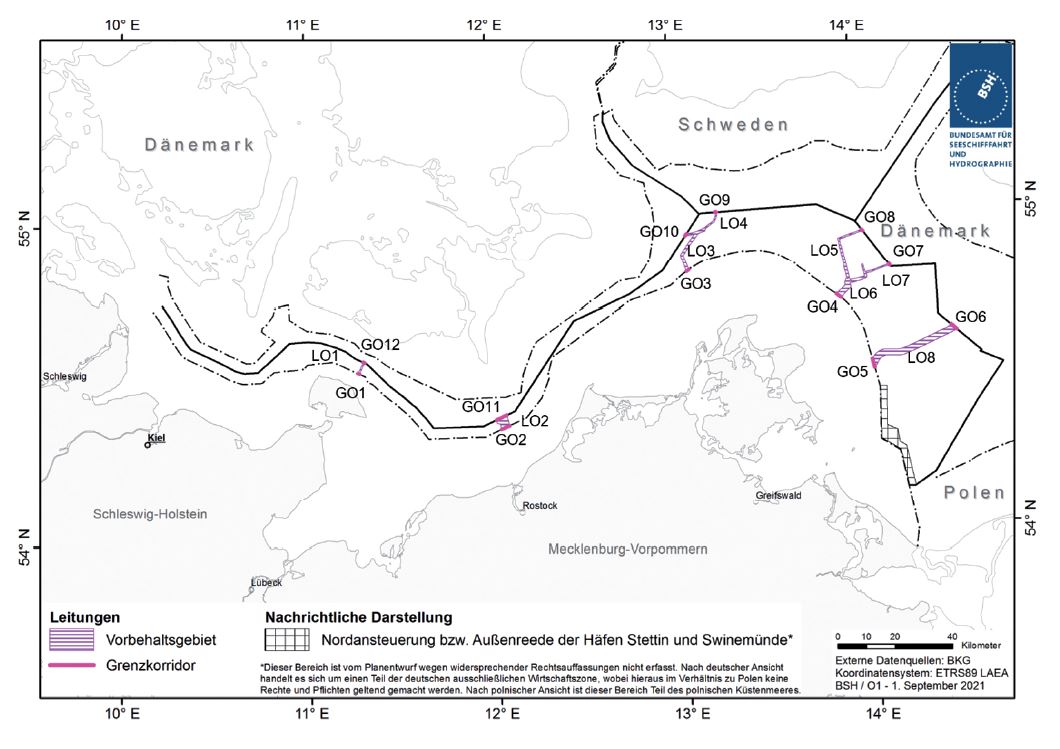 10° E
11° E
12° E
13° E
14° E
BSH
BUNDESAMT FÜR
SEESCHIFFFAHRT
UND
HYDROGRAPHIE
Schweden
Dänemark
55° N
55° N
GO9
GO8
LO4
GO10
Dänemark
LO3
LO5
GO7
GO3
LO7
LO6
GO4
GO6
GO12
LO1
LO8
GO5
Schleswig
GO1
GO11
LO2
GO2
Kiel
Polen
Greifswald
Rostock
Schleswig-Holstein
54° N
54° N
Mecklenburg-Vorpommern
Lübeck
Leitungen
Vorbehaltsgebiet
Grenzkorridor
Nachrichtliche Darstellung
Nordansteuerung bzw. Außenreede der Häfen Stettin und Swinemünde*
*Dieser Bereich ist vom Planentwurf wegen widersprechender Rechtsauffassungen nicht erfasst. Nach deutscher Ansicht
handelt es sich um einen Teil der deutschen ausschließlichen Wirtschaftszone, wobei hieraus im Verhältnis zu Polen keine
Rechte und Pflichten geltend gemacht werden. Nach polnischer Ansicht ist dieser Bereich Teil des polnischen Küstenmeeres.
0 10 20 40
Kilometer
Externe Datenquellen: BKG
Koordinatensystem: ETRS89 LAEA
BSH / O1 - 1. September 2021
10° E
11° E
12° E
13° E
14° E